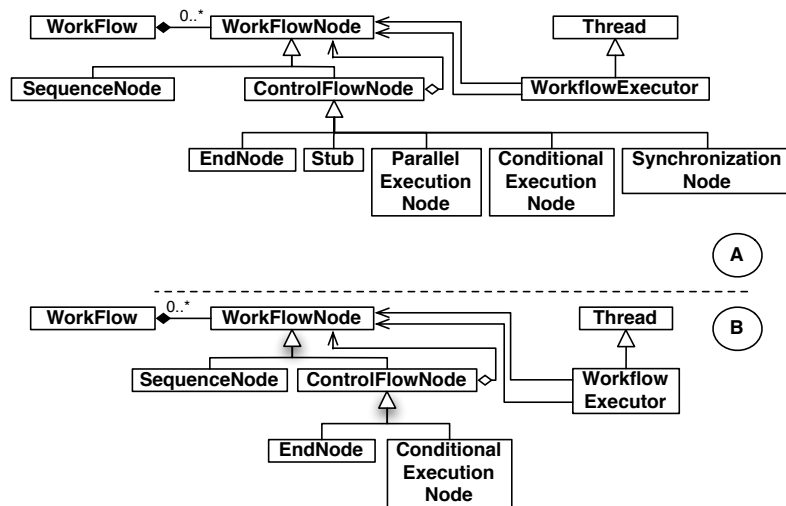 WorkFlow
0..*
WorkFlowNode
Thread
SequenceNode
ControlFlowNode
WorkflowExecutor
EndNode
Stub
Parallel
Execution
Node
Conditional
Execution
Node
Synchronization
Node
A
WorkFlow
0..*
WorkFlowNode
Thread
B
SequenceNode
ControlFlowNode
Workflow
Executor
EndNode
Conditional
Execution
Node